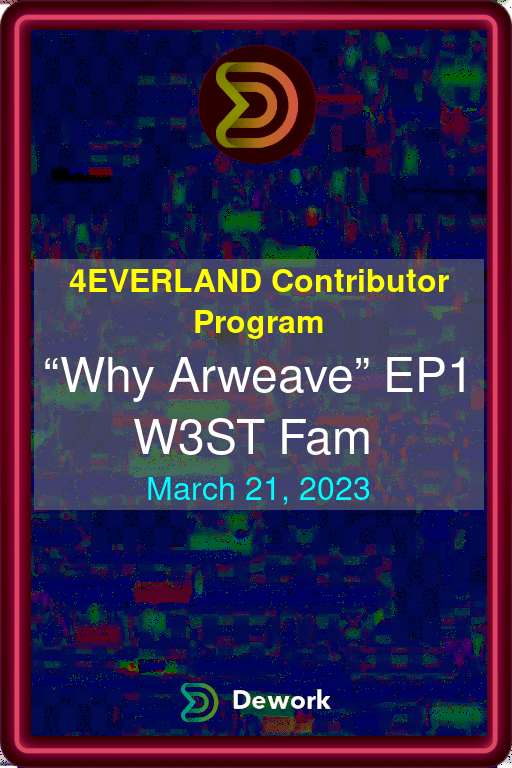 4EVERLAND Contributor
Program
“Why Arweave” EP1
W3ST Fam
March 21, 2023
Dework